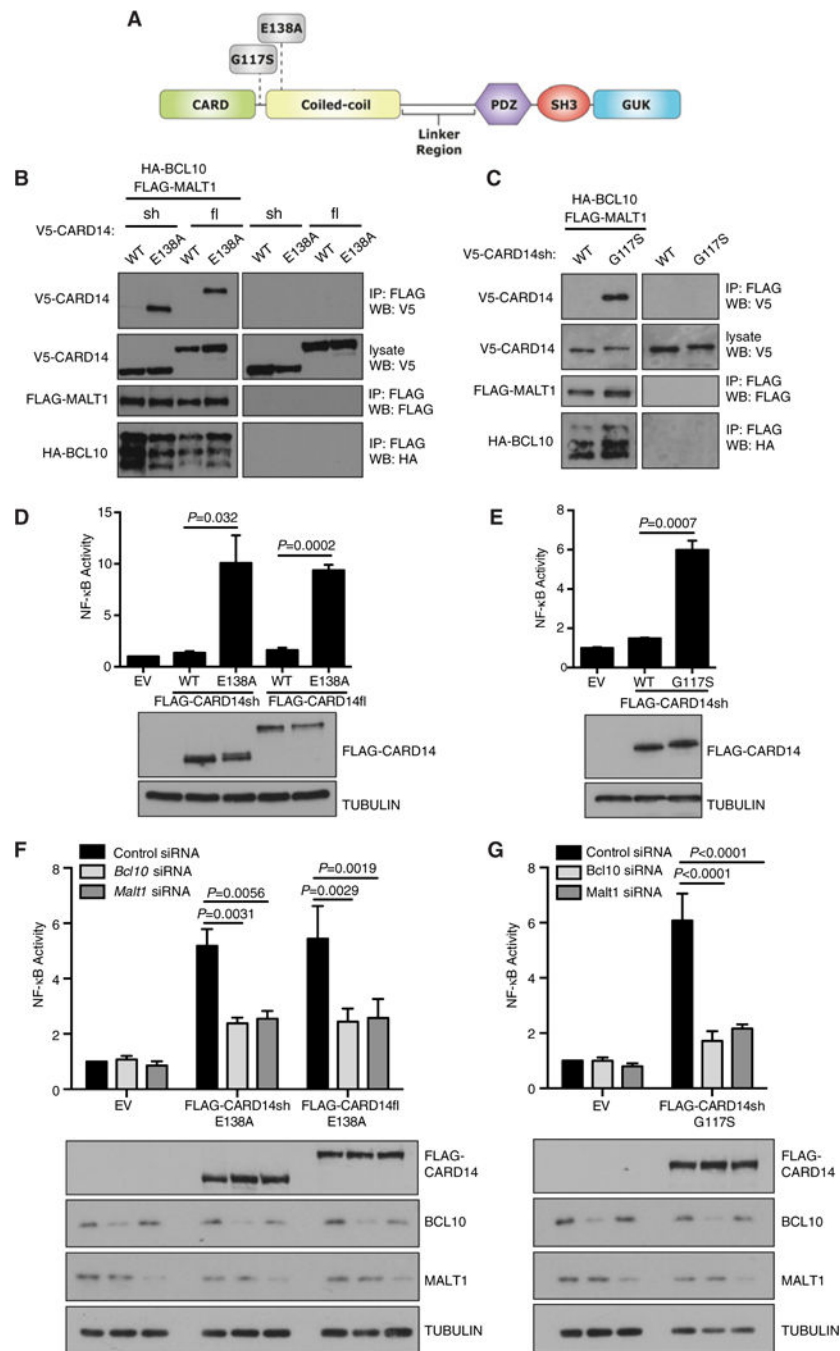 A
E138A
G117S
CARD
Coiled-coil
PDZ
SH3
GUK
Linker
Region
B
HA-BCL10
FLAG-MALT1
sh
fl
sh
fl
V5-CARD14:
WT
E138A
WT
E138A
WT
E138A
WT
E138A
V5-CARD14
IP: FLAG
WB: V5
V5-CARD14
lysate
WB: V5
FLAG-MALT1
IP: FLAG
WB: FLAG
HA-BCL10
IP: FLAG
WB: HA
C
HA-BCL10
FLAG-MALT1
V5-CARD14sh:
WT
G117S
WT
G117S
V5-CARD14
IP: FLAG
WB: V5
V5-CARD14
lysate
WB: V5
FLAG-MALT1
IP: FLAG
WB: FLAG
HA-BCL10
IP: FLAG
WB: HA
D
NF-κB Activity
15
10
5
0
P=0.032
P=0.0002
EV
WT
E138A
WT
E138A
FLAG-CARD14sh
FLAG-CARD14fl
FLAG-CARD14
TUBULIN
E
NF-κB Activity
8
6
4
2
0
P=0.0007
EV
WT
G117S
FLAG-CARD14sh
FLAG-CARD14
TUBULIN
F
NF-κB Activity
8
6
4
2
0
Control siRNA
Bcl10 siRNA
Malt1 siRNA
P=0.0056
P=0.0031
P=0.0019
P=0.0029
EV
FLAG-CARD14sh
E138A
FLAG-CARD14fl
E138A
FLAG-
CARD14
BCL10
MALT1
TUBULIN
G
NF-κB Activity
8
6
4
2
0
Control siRNA
Bcl10 siRNA
Malt1 siRNA
P<0.0001
P<0.0001
EV
FLAG-CARD14sh
G117S
FLAG-
CARD14
BCL10
MALT1
TUBULIN